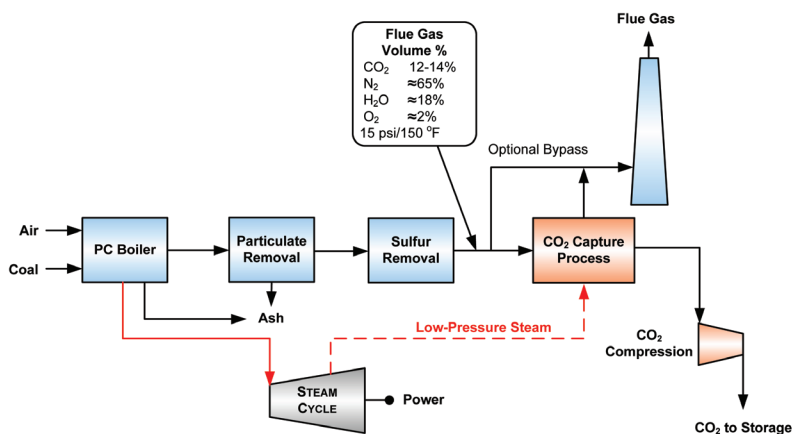 Flue Gas
Flue Gas
Volume %
CO₂ 12-14%
N₂ ≈65%
H₂O ≈18%
O₂ ≈2%
15 psi/150 °F
Optional Bypass
Air
Coal
PC Boiler
Particulate
Removal
Sulfur
Removal
CO₂ Capture
Process
Ash
Low-Pressure Steam
CO₂
Compression
STEAM
CYCLE
Power
CO₂ to Storage